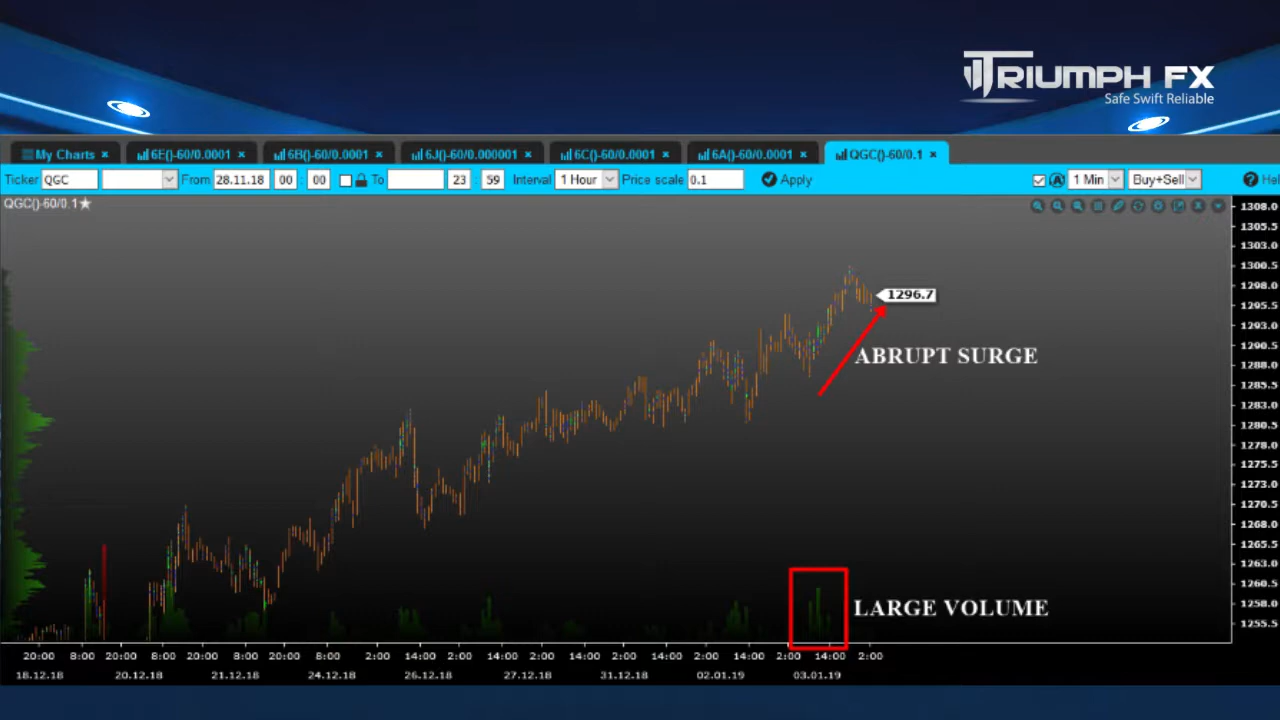 TRIUMPH FX
Safe Swift Reliable
My Charts × 6E()-60/0.0001 × 6B()-60/0.0001 × 6J()-60/0.000001 × 6C()-60/0.0001 × 6A()-60/0.0001 × QGC()-60/0.1 ×
Ticker QGC From 28.11.18 00 : 00 To 23 : 59 Interval 1 Hour Price scale 0.1 Apply 1 Min Buy+Sell Hel
QGC()-60/0.1★
1308.0
1305.5
1303.0
1300.5
1298.0
1296.7
1295.5
1293.0
1290.5
ABRUPT SURGE
1288.0
1285.5
1283.0
1280.5
1278.0
1275.5
1273.0
1270.5
1268.0
1265.5
1263.0
1260.5
1258.0
LARGE VOLUME
1255.5
20:00 8:00 20:00 8:00 20:00 8:00 20:00 8:00 2:00 14:00 2:00 14:00 2:00 14:00 2:00 14:00 2:00 14:00 2:00 14:00 2:00
18.12.18 20.12.18 21.12.18 24.12.18 26.12.18 27.12.18 31.12.18 02.01.19 03.01.19